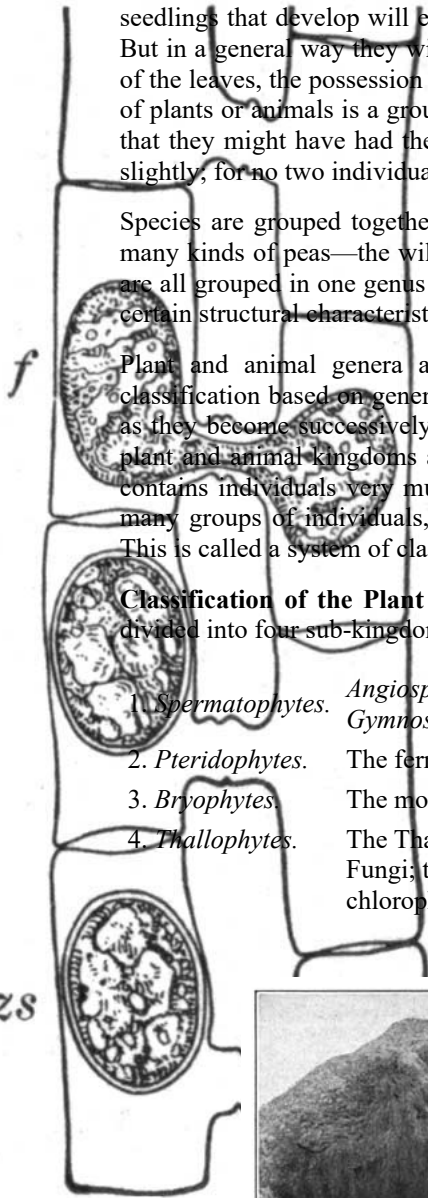 seedlings that develop will e
But in a general way they wi
of the leaves, the possession
of plants or animals is a grou
that they might have had the
slightly; for no two individua
Species are grouped togethe
many kinds of peas—the wil
are all grouped in one genus
certain structural characterist
Plant and animal genera a
classification based on gener
as they become successively
plant and animal kingdoms a
contains individuals very mu
many groups of individuals,
This is called a system of cla
Classification of the Plant
divided into four sub-kingdom
1. Spermatophytes. Angiosp
Gymnos
2. Pteridophytes. The fern
3. Bryophytes. The mo
4. Thallophytes. The Tha
Fungi; t
chlorop
f
zs